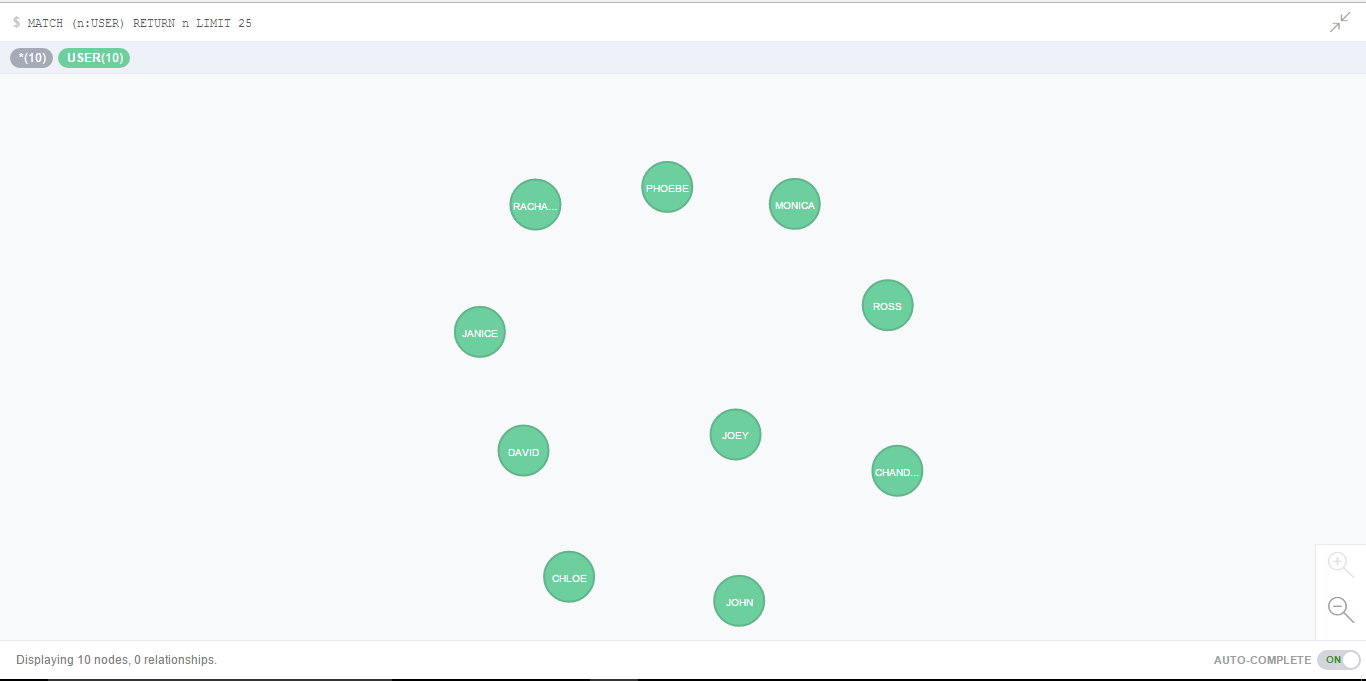 $ MATCH (n:USER) RETURN n LIMIT 25
*(10) USER(10)
PHOEBE
RACHA...
MONICA
ROSS
JANICE
JOEY
DAVID
CHAND...
CHLOE
JOHN
Displaying 10 nodes, 0 relationships.
AUTO-COMPLETE ON